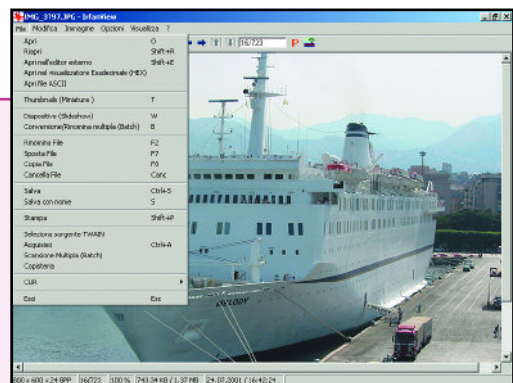 IMG_3797.JPG - IrfanView
File Modifica Immagine Opzioni Visualizza ?
16/723 P
Apri O
Riapri Shift+R
Apri nell'editor esterno Shift+E
Apri nel visualizzatore Esadecimale (HEX)
Apri file ASCII
Thumbnails (Miniature) T
Diapositive (Slideshow) W
Conversione/Rinomina multipla (Batch) B
Rinomina File F2
Sposta File F7
Copia File F8
Cancella File Canc
Salva Ctrl+S
Salva con nome S
Stampa Shift+P
Seleziona sorgente TWAIN
Acquisisci Ctrl+A
Scansione Multipla (Batch)
Copisteria
CUR
Esci Esc
MELODY
800 x 600 x 24 BPP 16/723 100 % 743.34 KB / 1.37 MB 24.07.2001 / 16:42:24